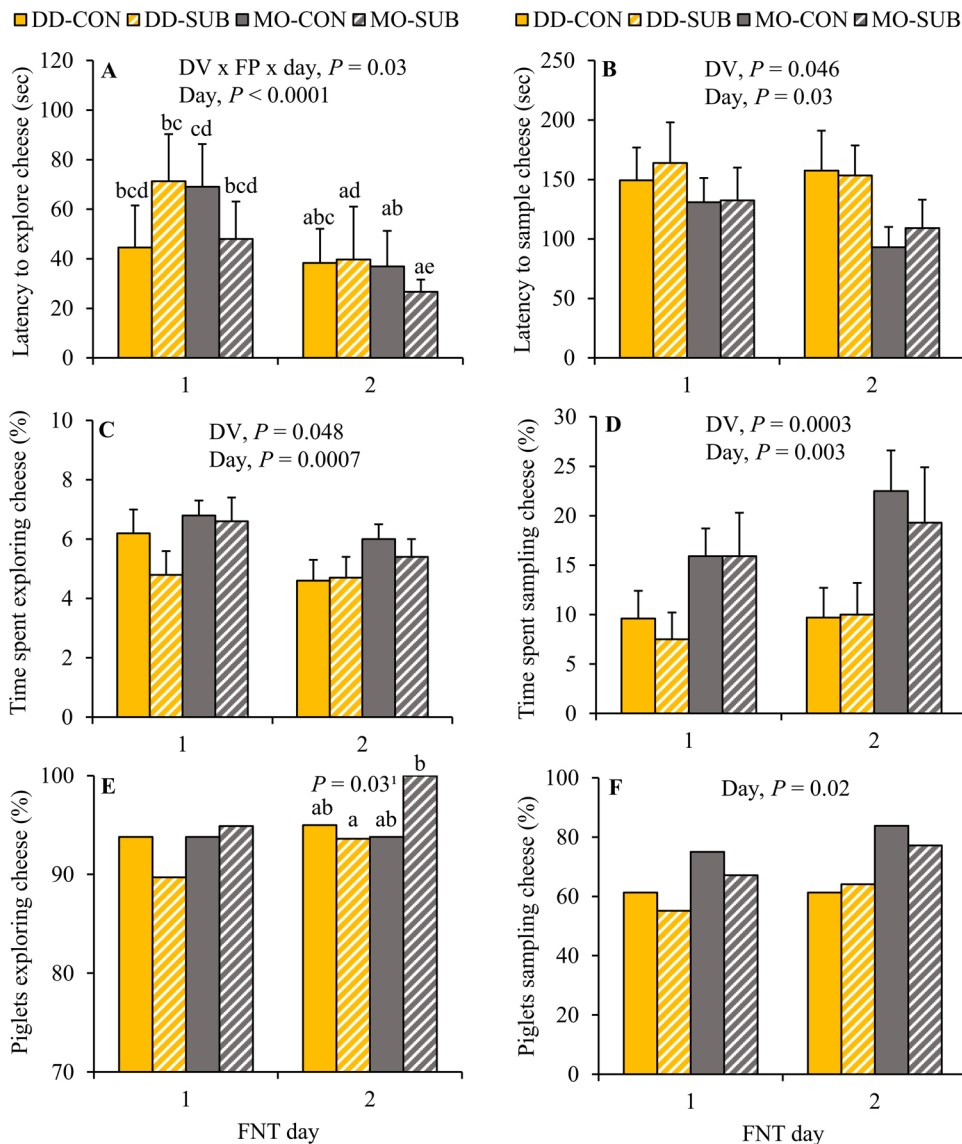 DD-CON DD-SUB MO-CON MO-SUB
A
DV x FP x day, P = 0.03
Day, P < 0.0001
Latency to explore cheese (sec)
120
100
80
60
40
20
0
bcd bc cd bcd
abc ad ab ae
1 2
DD-CON DD-SUB MO-CON MO-SUB
B
DV, P = 0.046
Day, P = 0.03
Latency to sample cheese (sec)
250
200
150
100
50
0
1 2
C
DV, P = 0.048
Day, P = 0.0007
Time spent exploring cheese (%)
10
8
6
4
2
0
1 2
D
DV, P = 0.0003
Day, P = 0.003
Time spent sampling cheese (%)
30
25
20
15
10
5
0
1 2
E
P = 0.03¹
Piglets exploring cheese (%)
100
90
80
70
ab a ab b
1 2
FNT day
F
Day, P = 0.02
Piglets sampling cheese (%)
100
80
60
40
20
0
1 2
FNT day